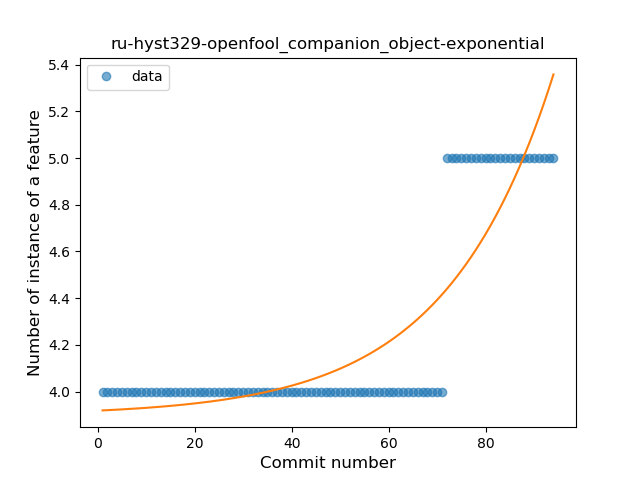 ru-hyst329-openfool_companion_object-exponential
data
Number of instance of a feature
5.4
5.2
5.0
4.8
4.6
4.4
4.2
4.0
0 20 40 60 80
Commit number